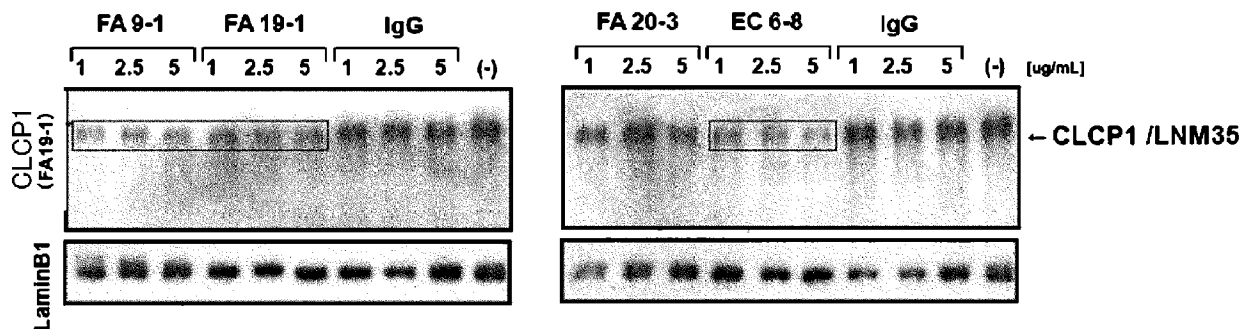 FA 9-1 FA 19-1 IgG
1 2.5 5 1 2.5 5 1 2.5 5 (-)
CLCP1
(FA19-1)
LaminB1
FA 20-3 EC 6-8 IgG
1 2.5 5 1 2.5 5 1 2.5 5 (-) [ug/mL]
← CLCP1 /LNM35